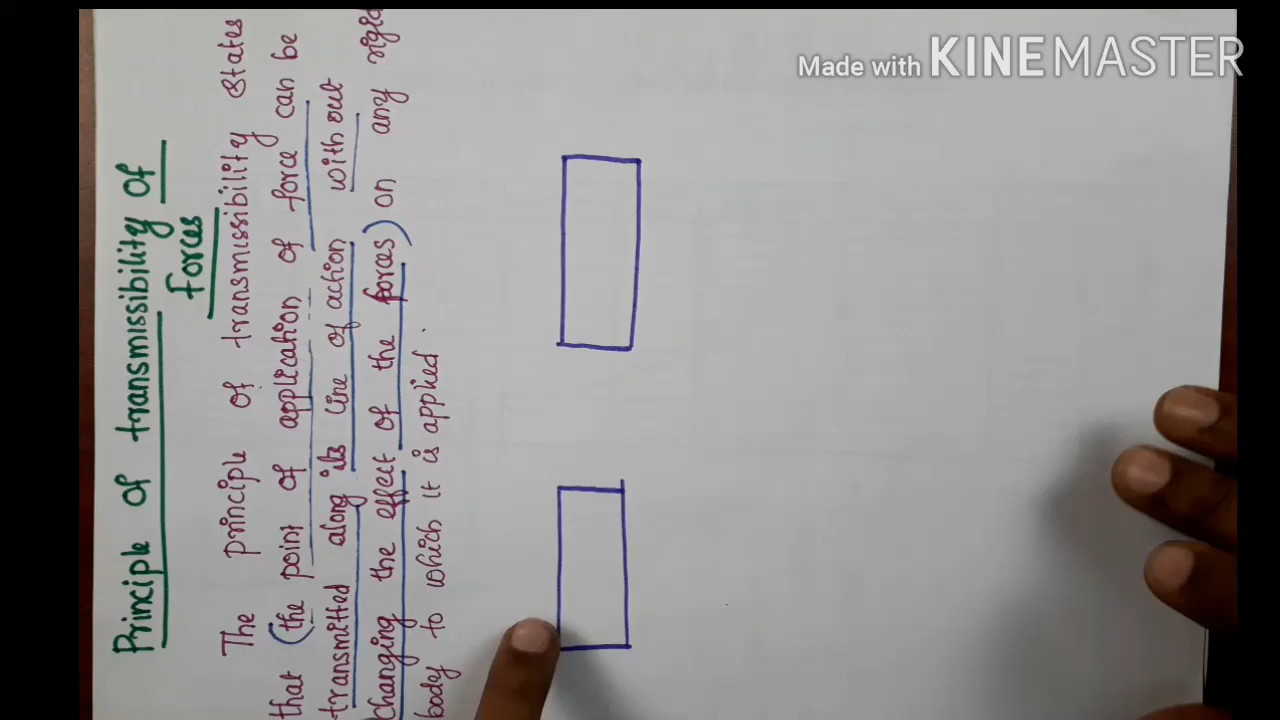 Made with KINEMASTER
Principle of transmissibility of
forces
The principle of transmissibility states
that (the point of application of force can be
transmitted along its line of action with out
changing the effect of the forces) on any rigid
body to which it is applied.